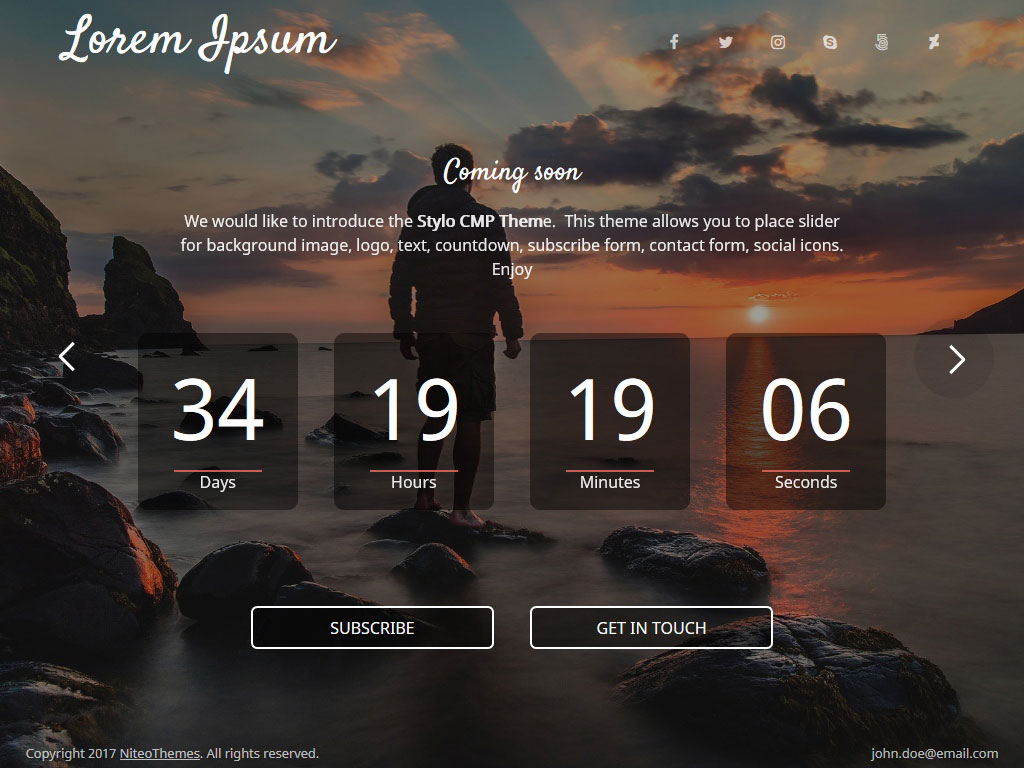 Lorem Ipsum
Coming soon
We would like to introduce the Stylo CMP Theme.  This theme allows you to place slider
for background image, logo, text, countdown, subscribe form, contact form, social icons.
Enjoy
34 19 19 06
Days Hours Minutes Seconds
SUBSCRIBE GET IN TOUCH
Copyright 2017 NiteoThemes. All rights reserved. john.doe@email.com